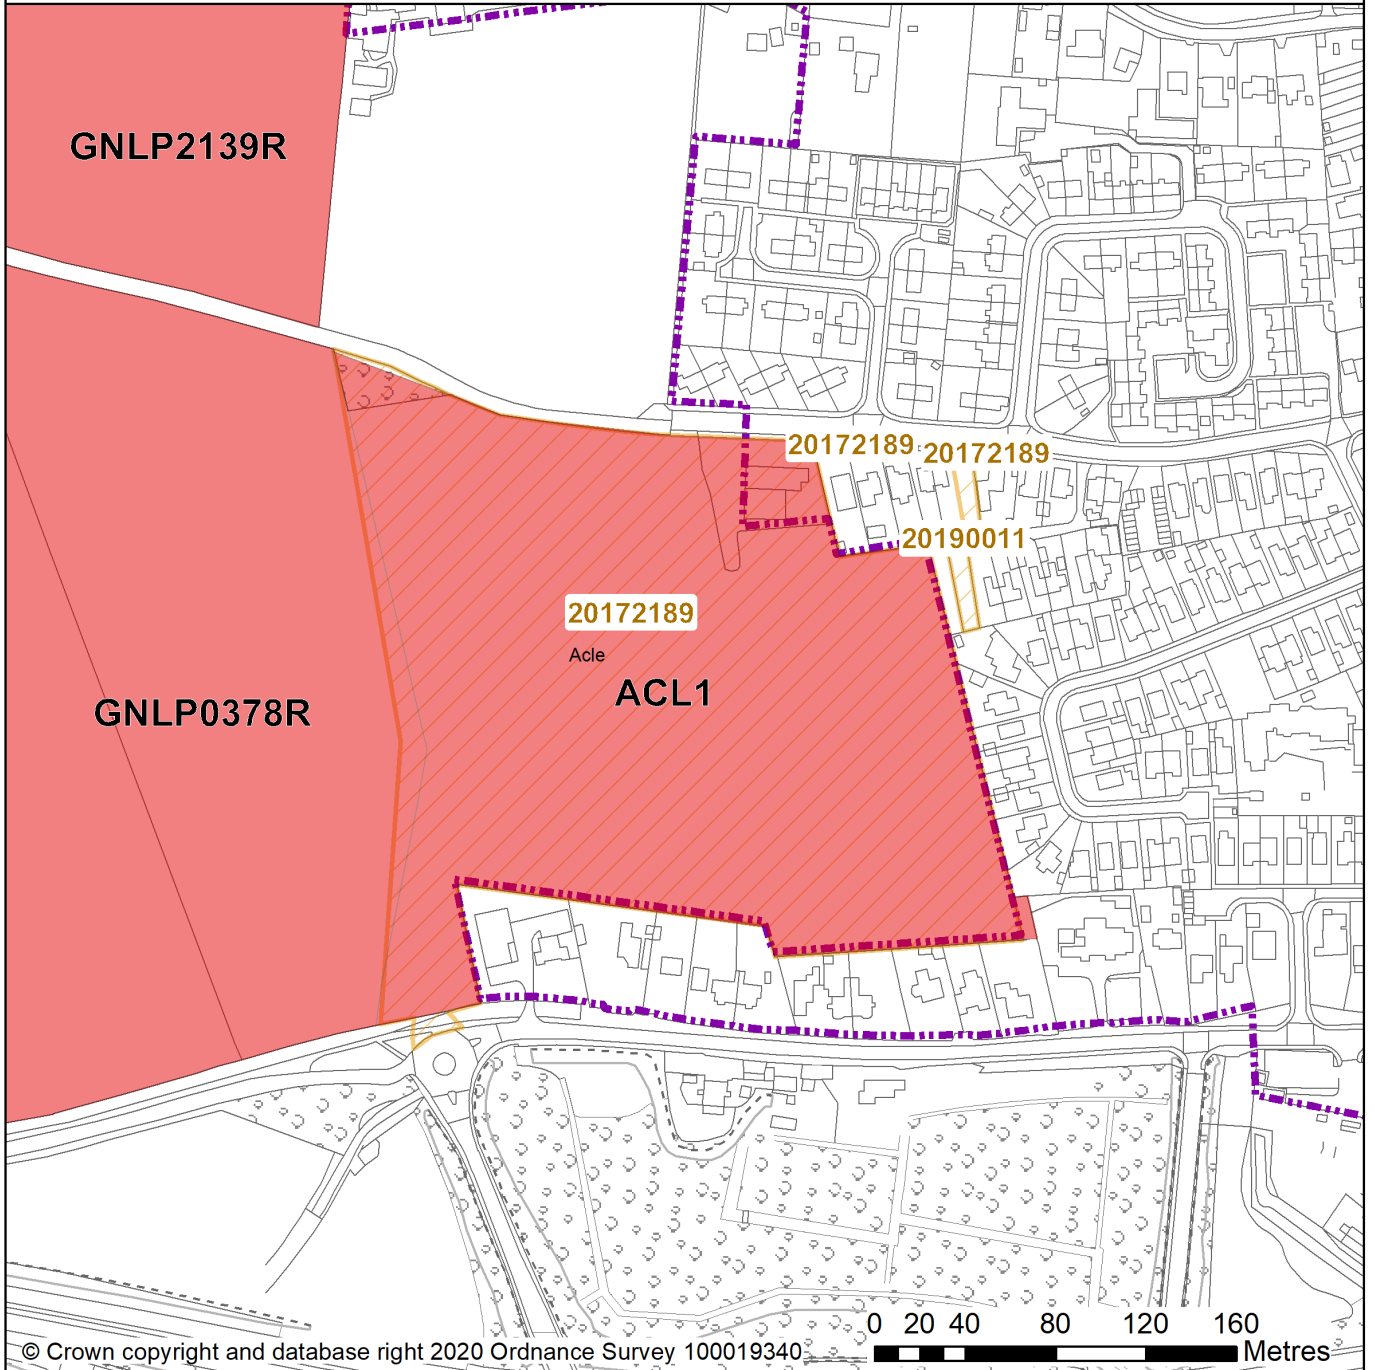 GNLP2139R
20172189
20172189
20190011
20172189
Acle
ACL1
GNLP0378R
0 20 40 80 120 160
Metres
© Crown copyright and database right 2020 Ordnance Survey 100019340